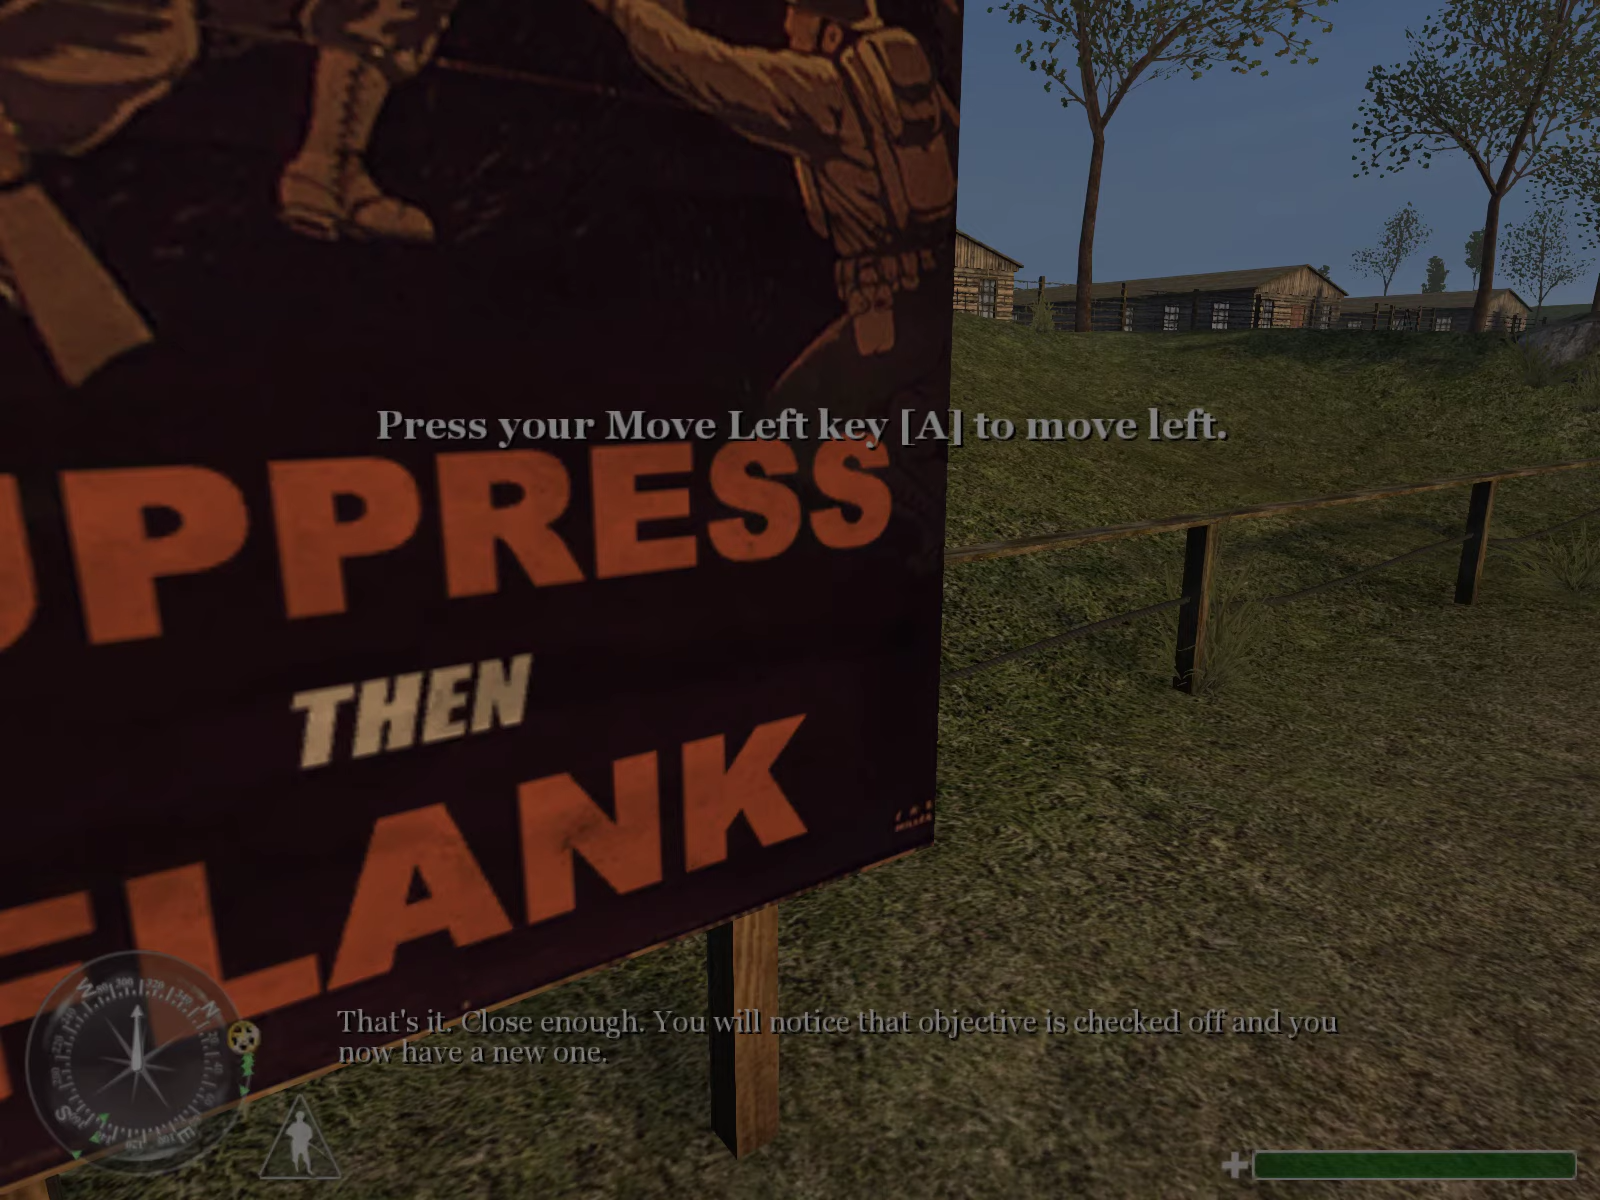 Press your Move Left key [A] to move left.
UPPRESS
THEN
FLANK
That's it. Close enough. You will notice that objective is checked off and you
now have a new one.